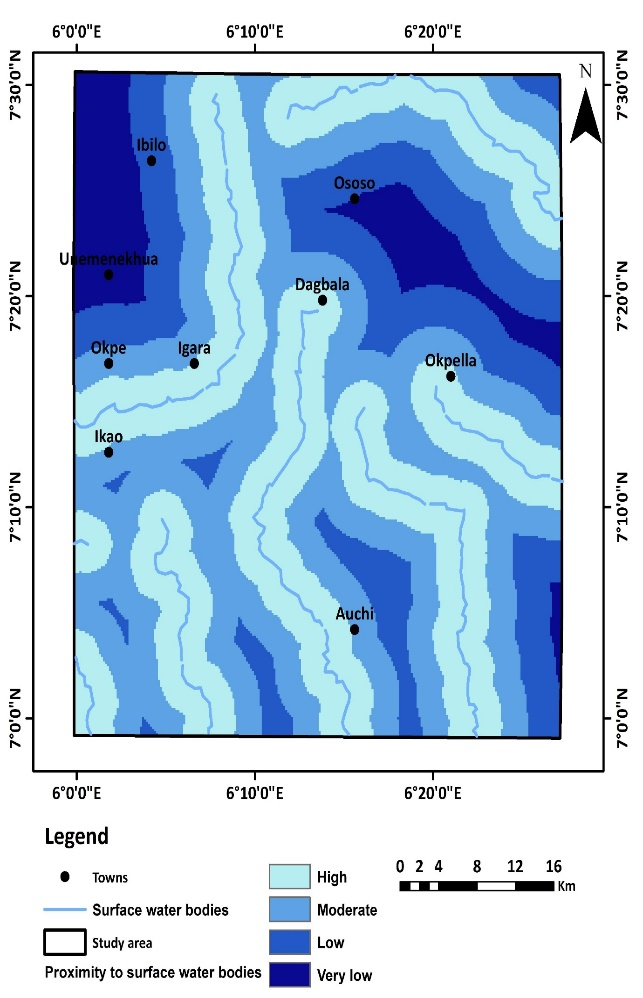 6°0'0"E 6°10'0"E 6°20'0"E
N
7°30'0"N 7°30'0"N
Ibilo
Ososo
Unemenekhua
Dagbala
7°20'0"N 7°20'0"N
Okpe Igara
Okpella
Ikao
7°10'0"N 7°10'0"N
Auchi
7°0'0"N 7°0'0"N
6°0'0"E 6°10'0"E 6°20'0"E
Legend
Towns
Surface water bodies
Study area
Proximity to surface water bodies
High
Moderate
Low
Very low
0 2 4 8 12 16
Km